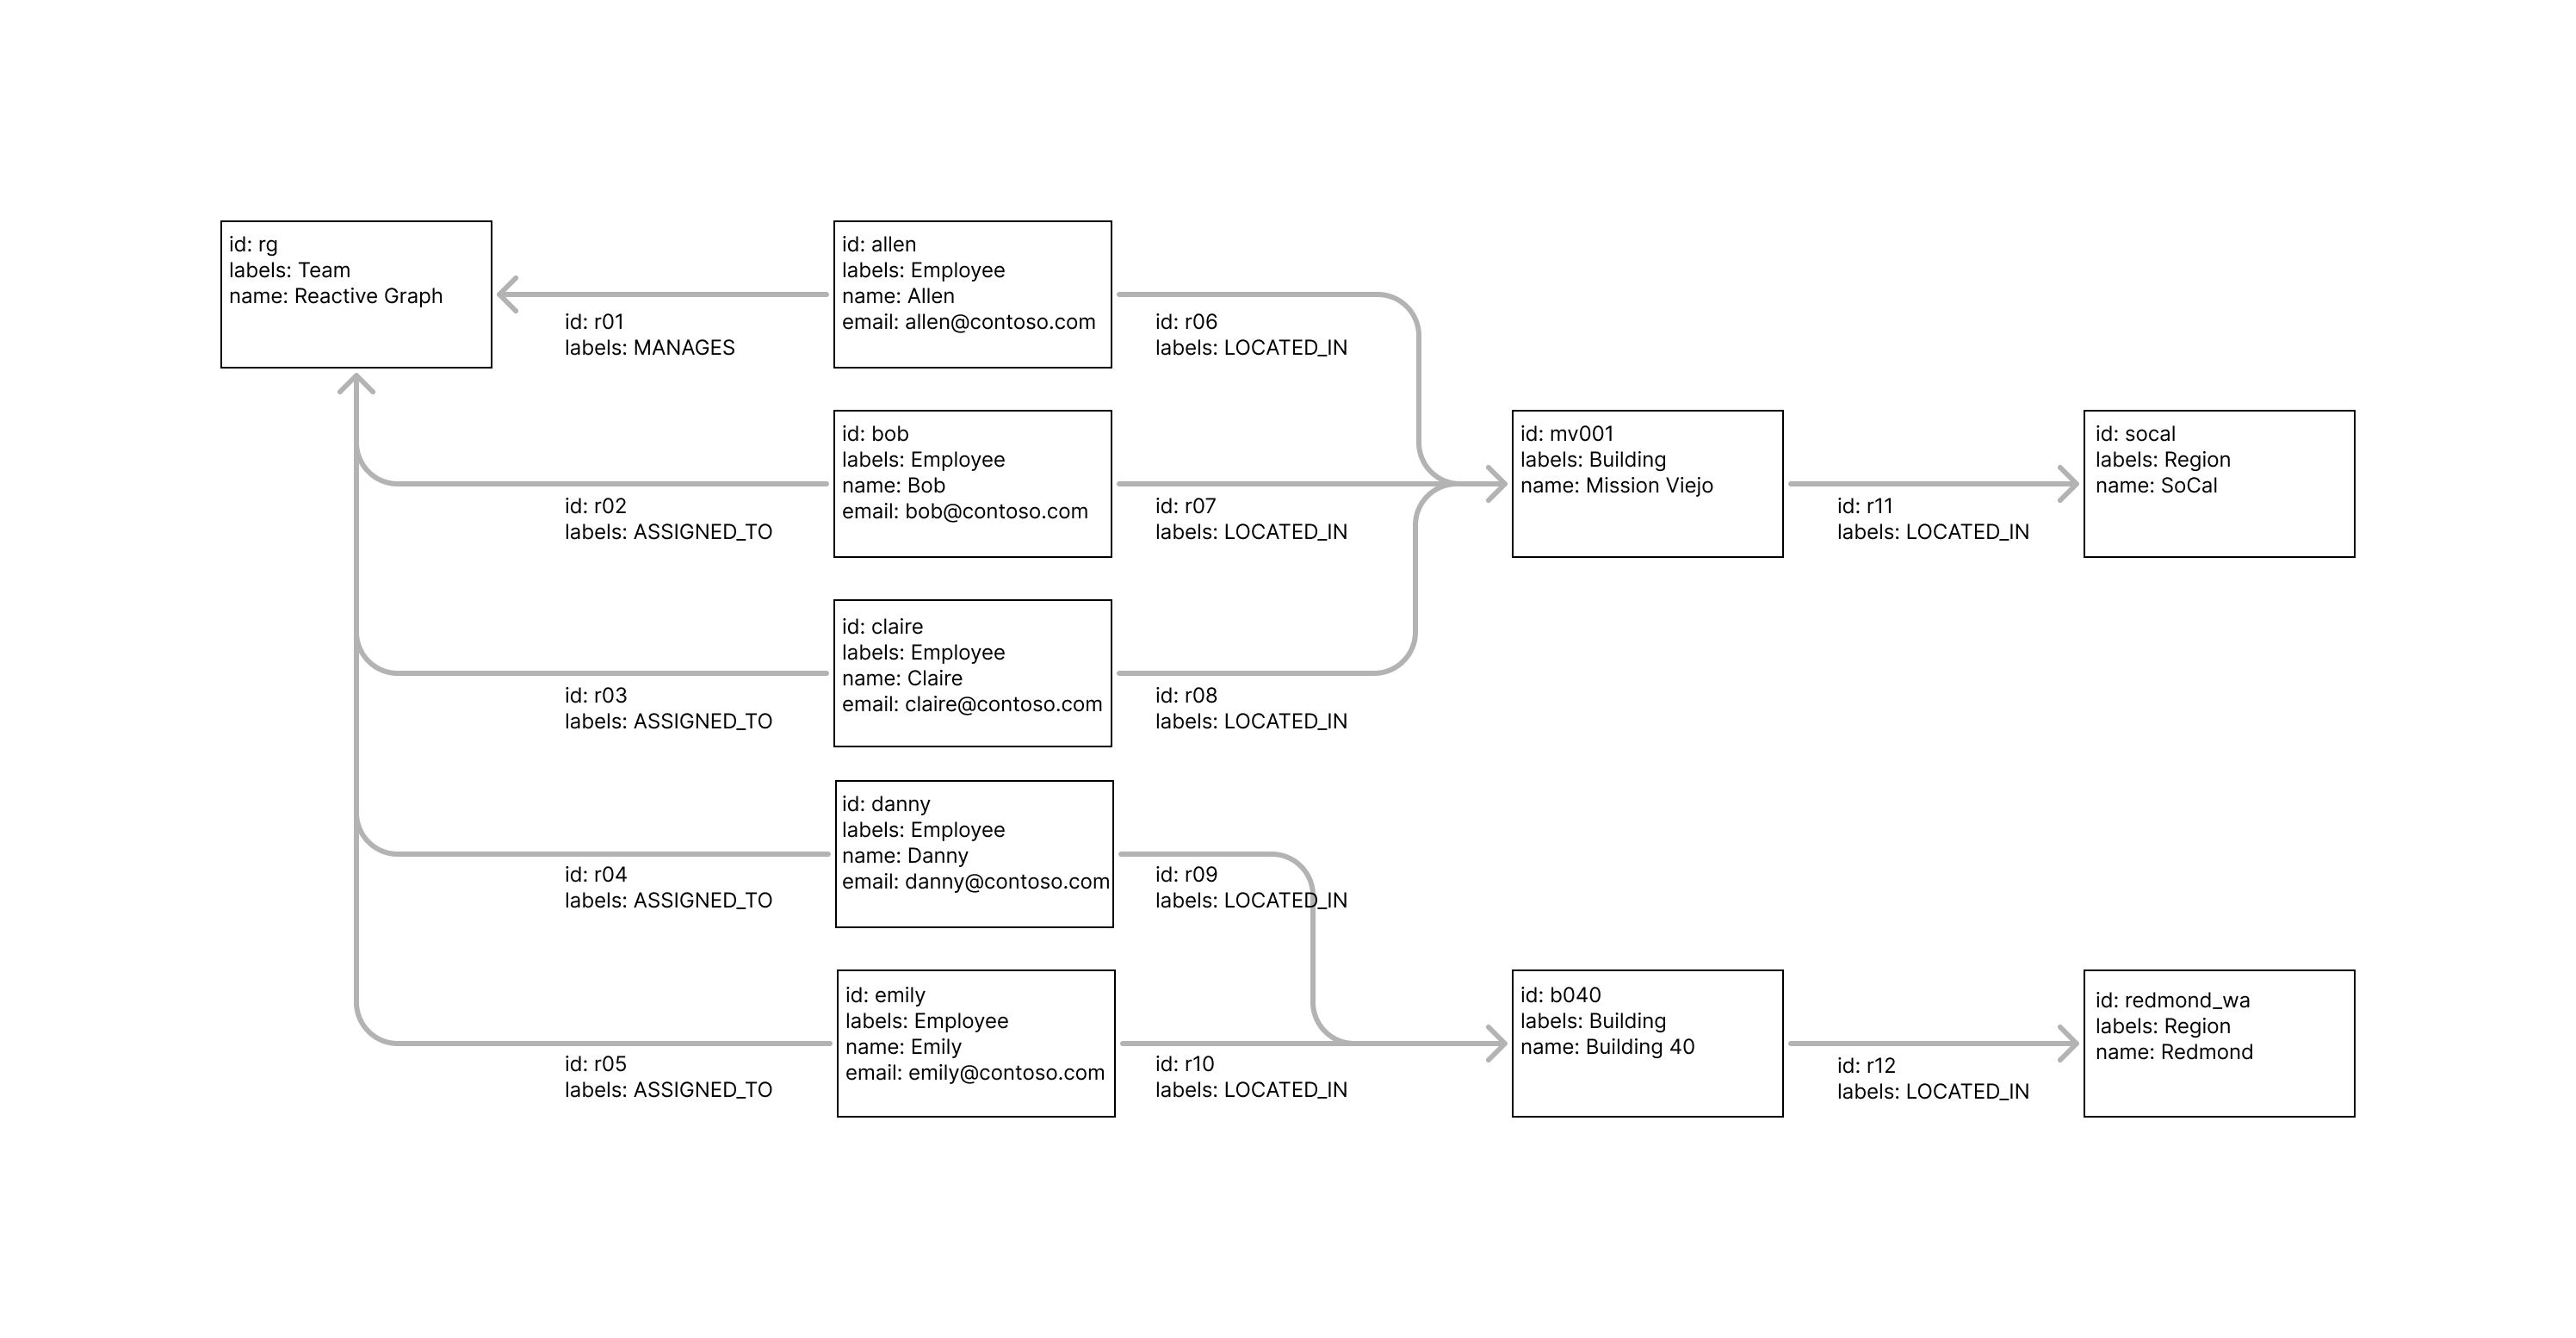 id: rg
labels: Team
name: Reactive Graph
id: r01
labels: MANAGES
id: allen
labels: Employee
name: Allen
email: allen@contoso.com
id: r06
labels: LOCATED_IN
id: r02
labels: ASSIGNED_TO
id: bob
labels: Employee
name: Bob
email: bob@contoso.com
id: r07
labels: LOCATED_IN
id: mv001
labels: Building
name: Mission Viejo
id: r11
labels: LOCATED_IN
id: socal
labels: Region
name: SoCal
id: r03
labels: ASSIGNED_TO
id: claire
labels: Employee
name: Claire
email: claire@contoso.com
id: r08
labels: LOCATED_IN
id: r04
labels: ASSIGNED_TO
id: danny
labels: Employee
name: Danny
email: danny@contoso.com
id: r09
labels: LOCATED_IN
id: r05
labels: ASSIGNED_TO
id: emily
labels: Employee
name: Emily
email: emily@contoso.com
id: r10
labels: LOCATED_IN
id: b040
labels: Building
name: Building 40
id: r12
labels: LOCATED_IN
id: redmond_wa
labels: Region
name: Redmond